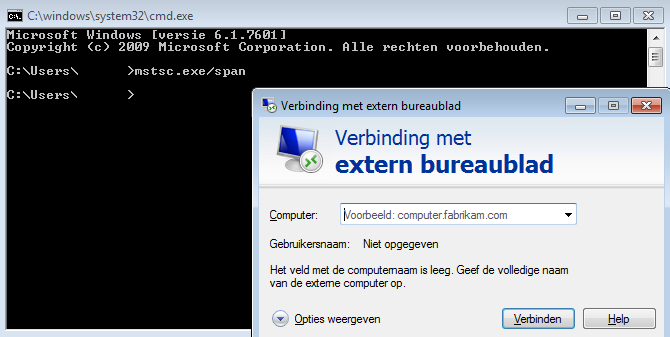 C:\windows\system32\cmd.exe
Microsoft Windows [versie 6.1.7601]
Copyright (c) 2009 Microsoft Corporation. Alle rechten voorbehouden.
C:\Users\ >mstsc.exe/span
C:\Users\ >
Verbinding met extern bureaublad
Verbinding met
extern bureaublad
Computer: Voorbeeld: computer.fabrikam.com
Gebruikersnaam: Niet opgegeven
Het veld met de computernaam is leeg. Geef de volledige naam
van de externe computer op.
Opties weergeven Verbinden Help